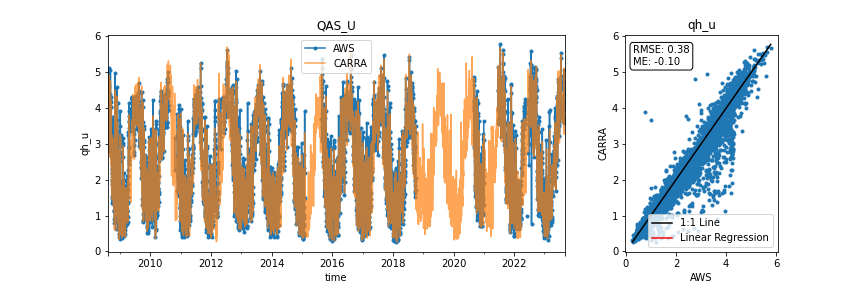 QAS_U
qh_u
6
5
4
3
2
1
0
AWS
CARRA
2010
2012
2014
2016
2018
2020
2022
time
qh_u
CARRA
6
5
4
3
2
1
0
RMSE: 0.38
ME: -0.10
1:1 Line
Linear Regression
0
2
4
6
AWS